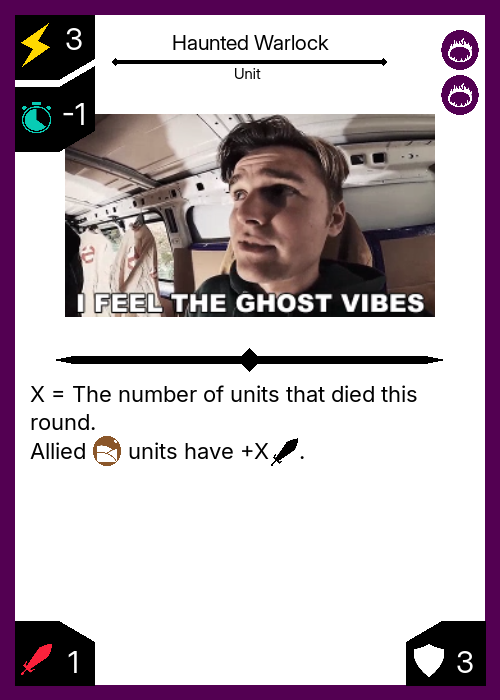 3
Haunted Warlock
Unit
-1
I FEEL THE GHOST VIBES
X = The number of units that died this
round.
Allied units have +X.
1
3